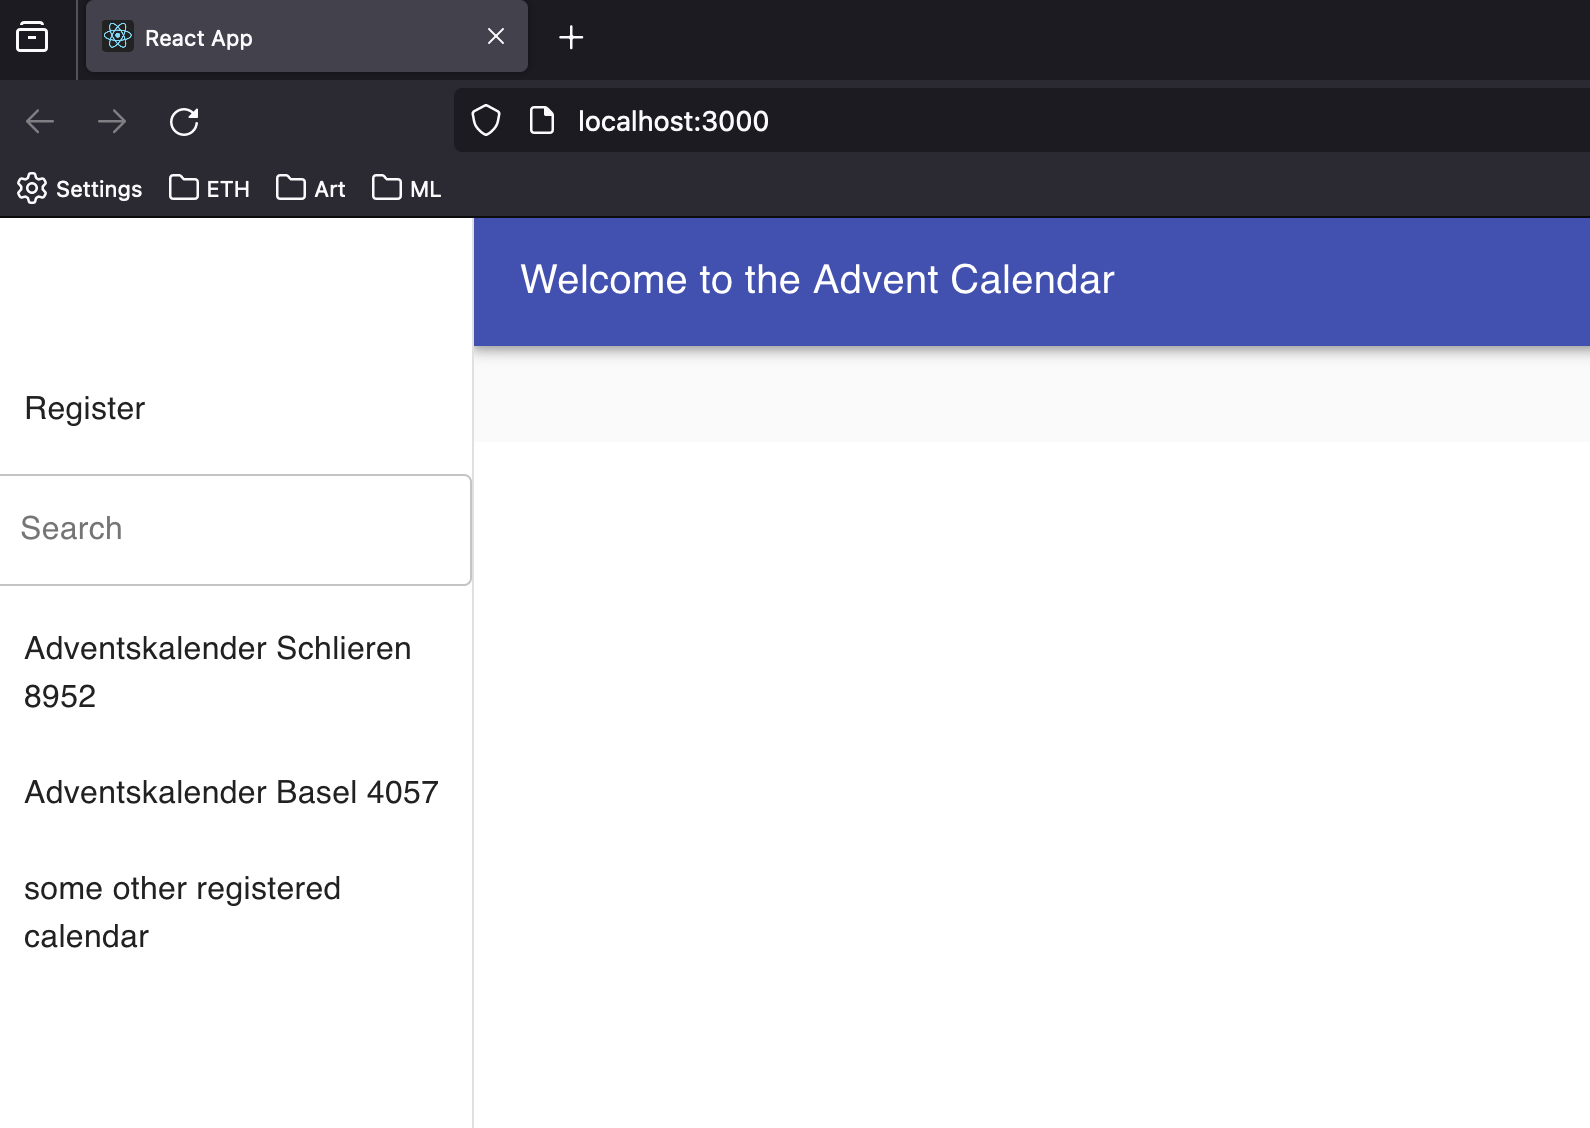 React App
localhost:3000
Settings ETH Art ML
Welcome to the Advent Calendar
Register
Search
Adventskalender Schlieren
8952
Adventskalender Basel 4057
some other registered
calendar